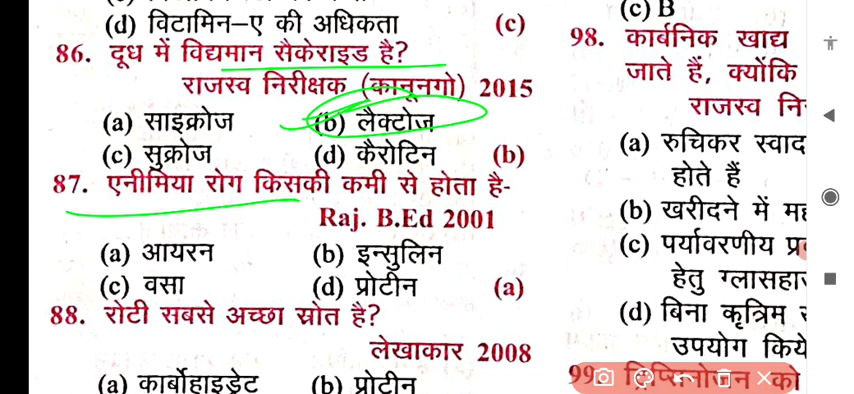 (d) विटामिन–ए की अधिकता (c)
86. दूध में विद्यमान सैकेराइड है?
राजस्व निरीक्षक (कानूनगो) 2015
(a) साइक्रोज (b) लैक्टोज
(c) सुक्रोज (d) कैरोटिन (b)
87. एनीमिया रोग किसकी कमी से होता है-
Raj. B.Ed 2001
(a) आयरन (b) इन्सुलिन
(c) वसा (d) प्रोटीन (a)
88. रोटी सबसे अच्छा स्रोत है?
लेखाकार 2008
(a) कार्बोहाइड्रेट (b) प्रोटीन
(c) B
98. कार्बनिक खाद्य
जाते हैं, क्योंकि
राजस्व
(a) रुचिकर स्वाद
होते हैं
(b) खरीदने में
(c) पर्यावरणीय
हेतु
(d) बिना कृत्रिम
उपयोग किये
99. को